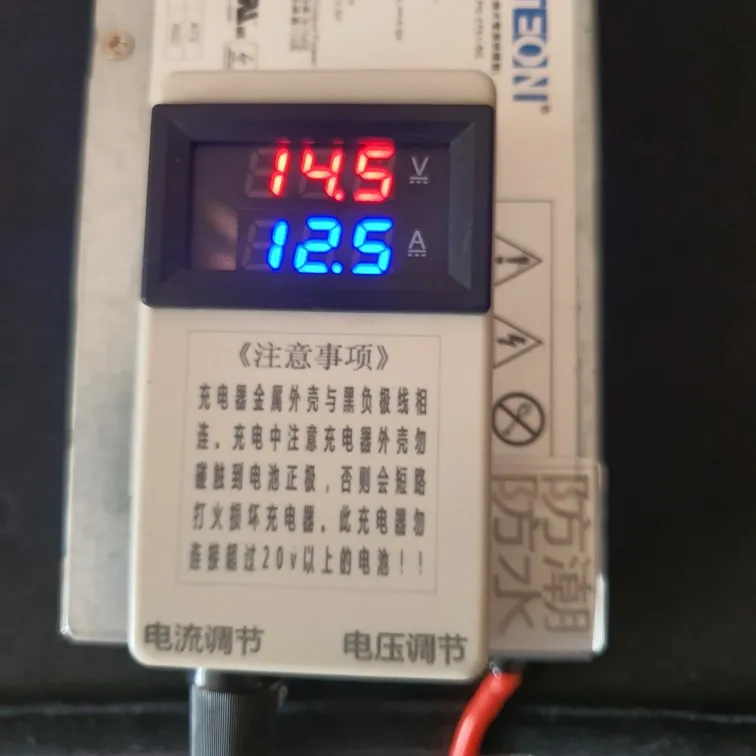 TEON®
14.5 V
12.5 A
《注意事项》
充电器金属外壳与黑负极线相
连。充电中注意充电器外壳勿
碰触到电池正极，否则会短路
打火损坏充电器。此充电器勿
连接超过20v以上的电池！！
防潮
防水
电流调节
电压调节